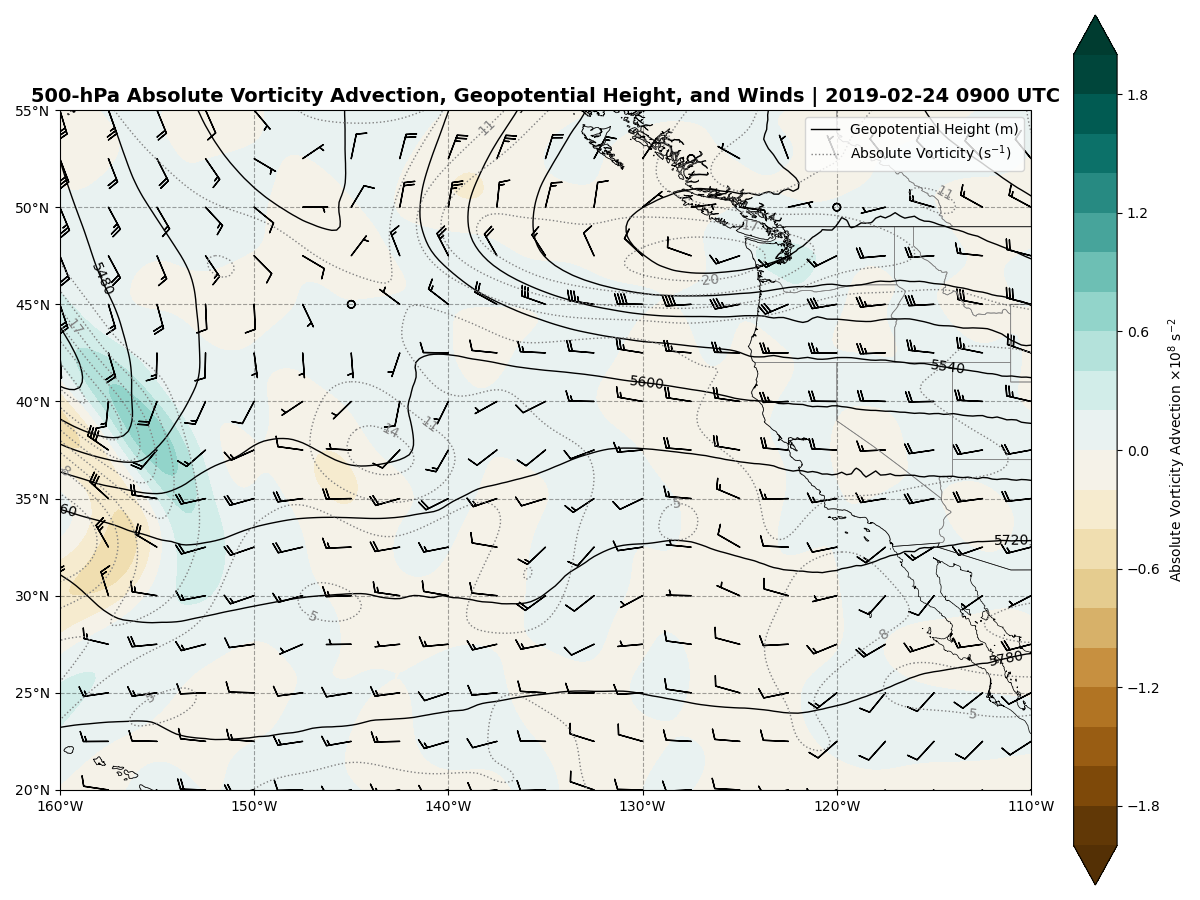 500-hPa Absolute Vorticity Advection, Geopotential Height, and Winds | 2019-02-24 0900 UTC
Geopotential Height (m)
Absolute Vorticity (s⁻¹)
55°N
50°N
45°N
40°N
35°N
30°N
25°N
20°N
160°W
150°W
140°W
130°W
120°W
110°W
11
11
17
20
5480
17
5540
5600
14
11
8
60
5
5720
5
8
5780
5
5
1.8
1.2
0.6
0.0
−0.6
−1.2
−1.8
Absolute Vorticity Advection ×10⁸ s⁻²